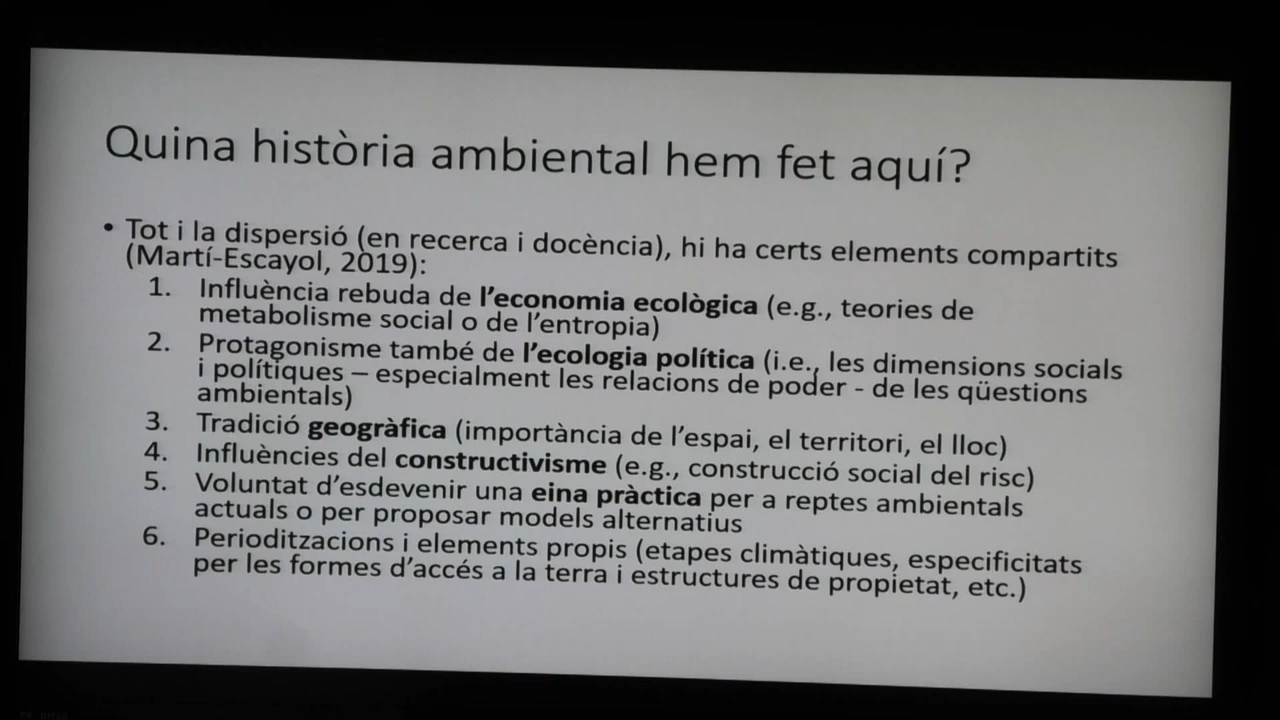 Quina història ambiental hem fet aquí?
• Tot i la dispersió (en recerca i docència), hi ha certs elements compartits
(Martí-Escayol, 2019):
1. Influència rebuda de l'economia ecològica (e.g., teories de
metabolisme social o de l'entropia)
2. Protagonisme també de l'ecologia política (i.e., les dimensions socials
i polítiques – especialment les relacions de poder - de les qüestions
ambientals)
3. Tradició geogràfica (importància de l'espai, el territori, el lloc)
4. Influències del constructivisme (e.g., construcció social del risc)
5. Voluntat d'esdevenir una eina pràctica per a reptes ambientals
actuals o per proposar models alternatius
6. Perioditzacions i elements propis (etapes climàtiques, especificitats
per les formes d'accés a la terra i estructures de propietat, etc.)